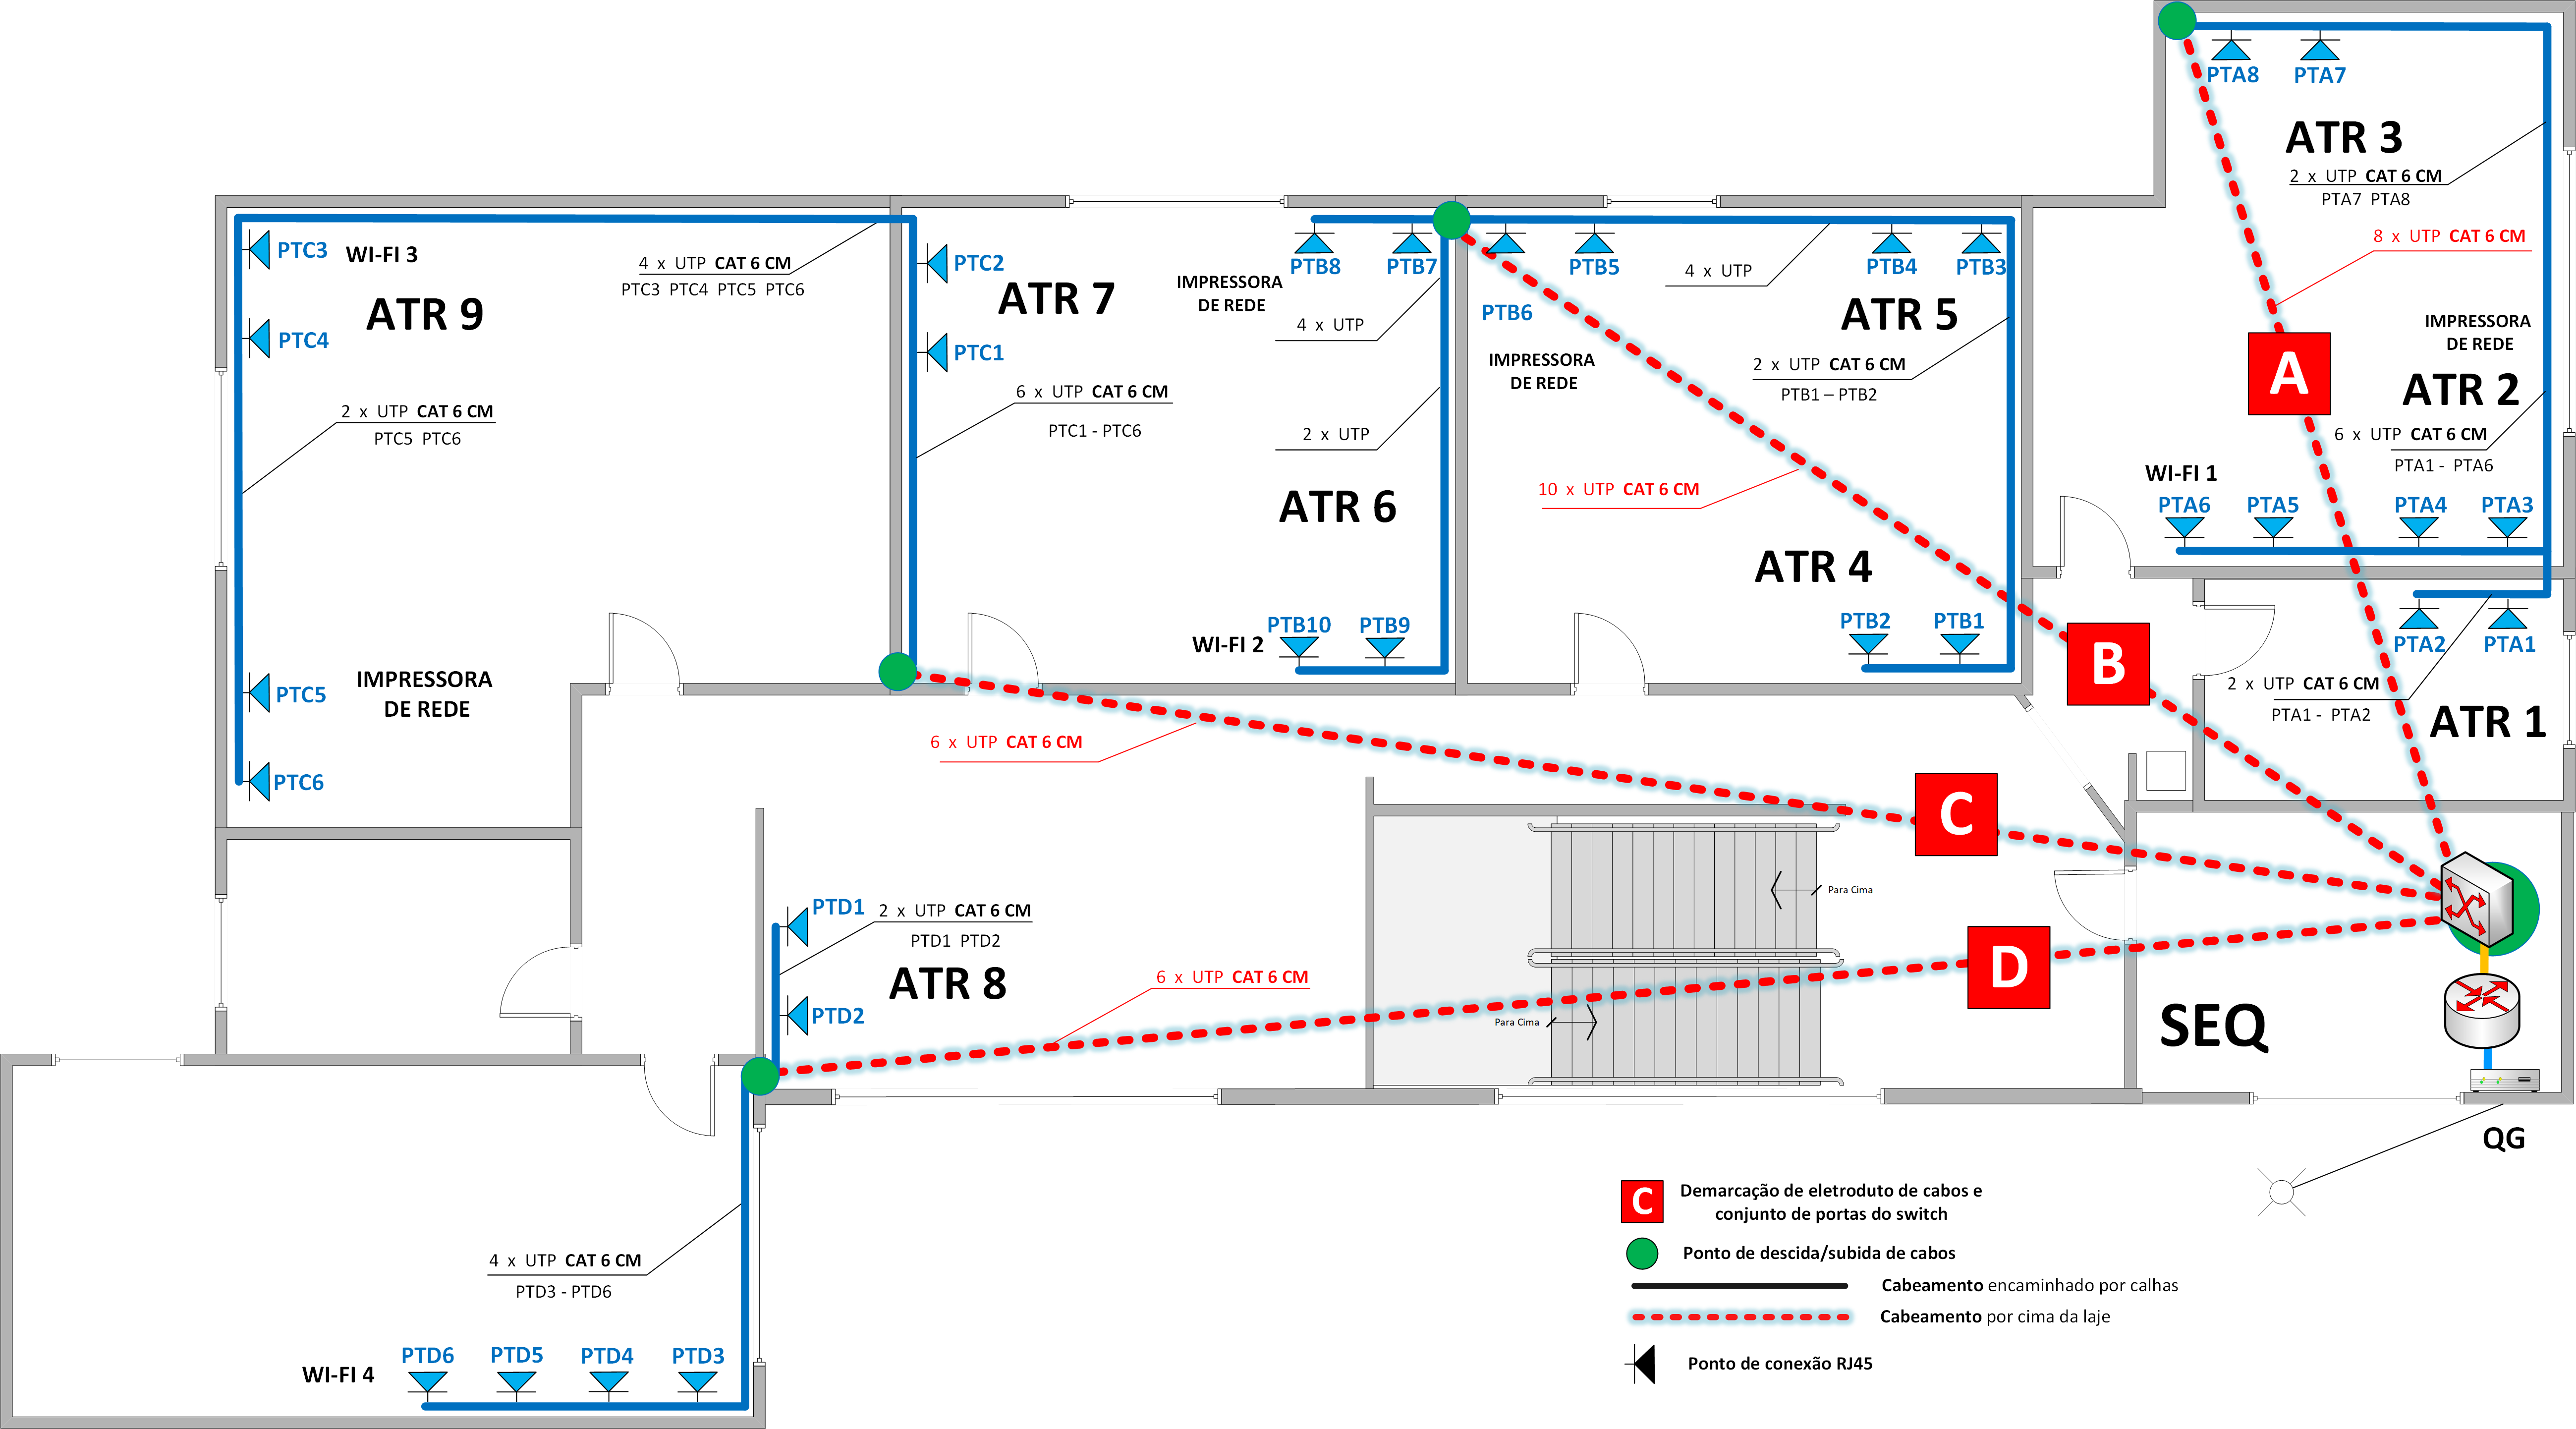 PTA8 PTA7
ATR 3
2 x UTP CAT 6 CM
PTA7 PTA8
8 x UTP CAT 6 CM
A
IMPRESSORA
DE REDE
ATR 2
6 x UTP CAT 6 CM
PTA1 - PTA6
WI-FI 1
PTA6 PTA5 PTA4 PTA3
PTA2 PTA1
2 x UTP CAT 6 CM
PTA1 - PTA2
ATR 1
PTC3 WI-FI 3
ATR 9
PTC4
4 x UTP CAT 6 CM
PTC3 PTC4 PTC5 PTC6
2 x UTP CAT 6 CM
PTC5 PTC6
PTC5
IMPRESSORA
DE REDE
PTC6
PTC2
ATR 7
PTC1
6 x UTP CAT 6 CM
PTC1 - PTC6
IMPRESSORA
DE REDE
PTB8 PTB7
4 x UTP
2 x UTP
ATR 6
WI-FI 2
PTB10 PTB9
PTB6
PTB5 PTB4 PTB3
4 x UTP
IMPRESSORA
DE REDE
ATR 5
2 x UTP CAT 6 CM
PTB1 – PTB2
10 x UTP CAT 6 CM
ATR 4
PTB2 PTB1
B
6 x UTP CAT 6 CM
C
Para Cima
D
Para Cima
PTD1
2 x UTP CAT 6 CM
PTD1 PTD2
ATR 8
PTD2
6 x UTP CAT 6 CM
SEQ
QG
4 x UTP CAT 6 CM
PTD3 - PTD6
WI-FI 4
PTD6 PTD5 PTD4 PTD3
C
Demarcação de eletroduto de cabos e
conjunto de portas do switch
Ponto de descida/subida de cabos
Cabeamento encaminhado por calhas
Cabeamento por cima da laje
Ponto de conexão RJ45